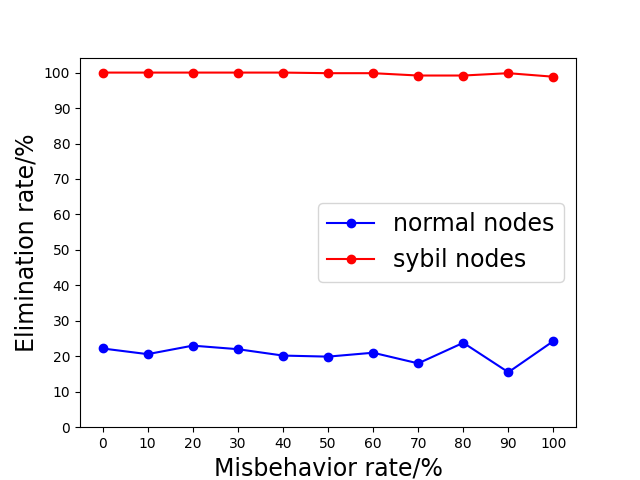 Elimination rate/%
100
90
80
70
60
50
40
30
20
10
0
normal nodes
sybil nodes
0 10 20 30 40 50 60 70 80 90 100
Misbehavior rate/%